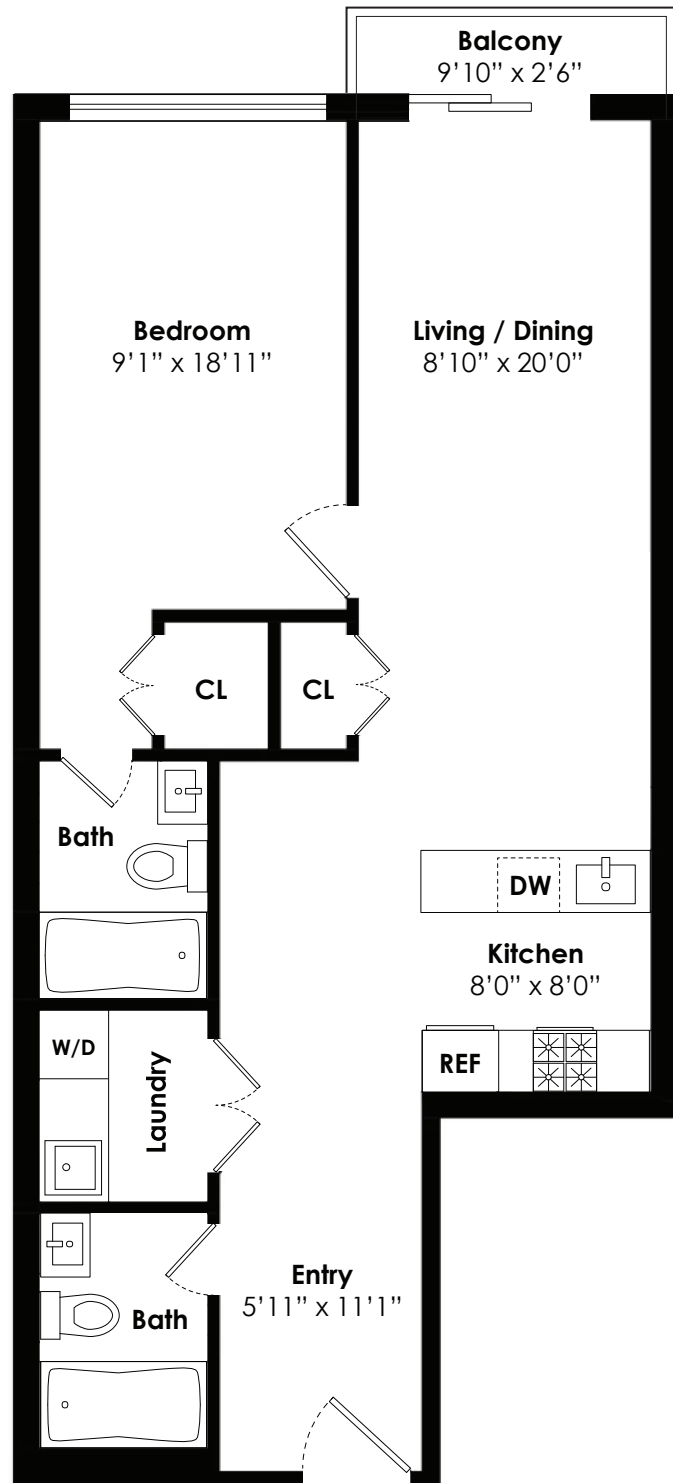 Balcony
9’10” x 2’6”
Bedroom
9’1” x 18’11”
Living / Dining
8’10” x 20’0”
CL
CL
Bath
DW
Kitchen
8’0” x 8’0”
W/D
Laundry
REF
Entry
5’11” x 11’1”
Bath